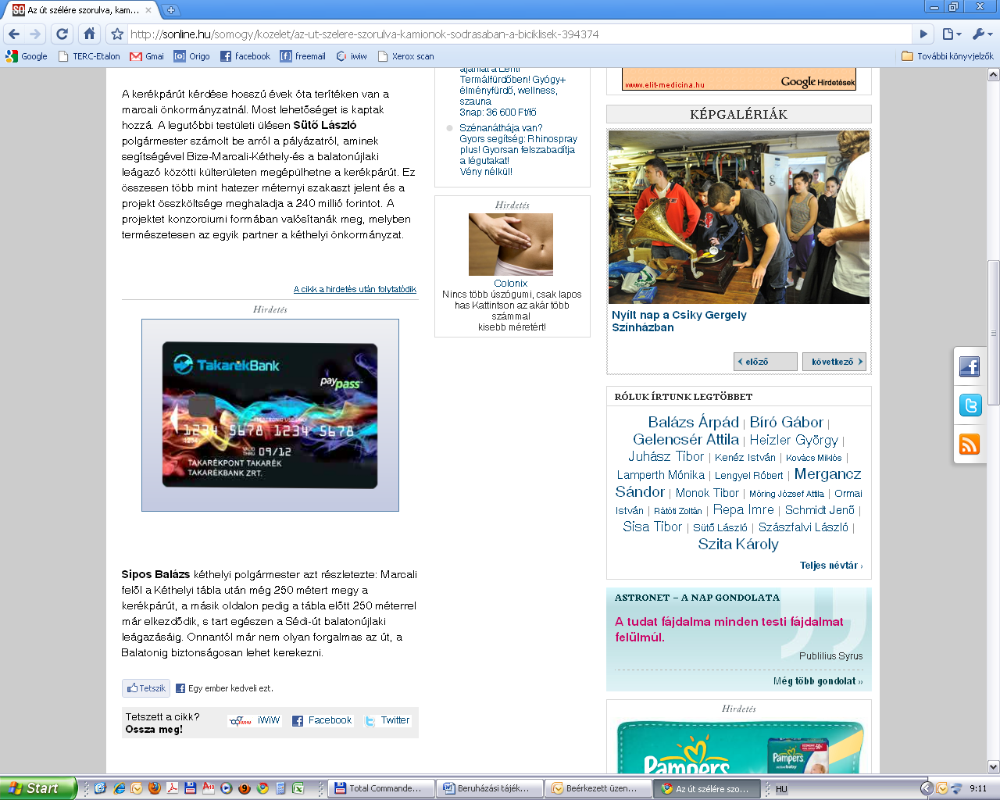 Az út szélére szorulva, kam...
http://sonline.hu/somogy/kozelet/az-ut-szelere-szorulva-kamionok-sodrasaban-a-biciklisek-394374
Google
TERC-Etalon
Gmai
Origo
facebook
freemail
iwiw
Xerox scan
További könyvjelzők
A kerékpárút kérdése hosszú évek óta terítéken van a
marcali önkormányzatnál. Most lehetőséget is kaptak
hozzá. A legutóbbi testületi ülésen Sütő László
polgármester számolt be arról a pályázatról, aminek
segítségével Bize-Marcali-Kéthely-és a balatonújlaki
leágazó közötti külterületen megépülhetne a kerékpárút. Ez
összesen több mint hatezer méternyi szakaszt jelent és a
projekt összköltsége meghaladja a 240 millió forintot. A
projektet konzorciumi formában valósítanák meg, melyben
természetesen az egyik partner a kéthelyi önkormányzat.
A cikk a hirdetés után folytatódik
Hirdetés
TakarékBank
paypass
1234 5678 1234 5678
VALID THRU 09/12
TAKARÉKPONT TAKARÉK
TAKARÉKBANK ZRT.
Sipos Balázs kéthelyi polgármester azt részletezte: Marcali
felől a Kéthelyi tábla után még 250 métert megy a
kerékpárút, a másik oldalon pedig a tábla előtt 250 méterrel
már elkezdődik, s tart egészen a Sédi-út balatonújlaki
leágazásáig. Onnantól már nem olyan forgalmas az út, a
Balatonig biztonságosan lehet kerekezni.
Tetszik
Egy ember kedveli ezt.
Tetszett a cikk?
Ossza meg!
iWiW
Facebook
Twitter
ajánlat a Lenti
Termálfürdőben! Gyógy+
élményfürdő, wellness,
szauna
3nap: 36 600 Ft/fő
Szénanáthája van?
Gyors segítség: Rhinospray
plus! Gyorsan felszabadítja
a légutakat!
Vény nélkül!
Hirdetés
Colonix
Nincs több úszógumi, csak lapos
has Kattintson az akár több
számmal
kisebb méretért!
www.elit-medicina.hu
Google Hirdetések
KÉPGALÉRIÁK
Nyílt nap a Csiky Gergely
Színházban
előző
következő
RÓLUK ÍRTUNK LEGTÖBBET
Balázs Árpád | Bíró Gábor |
Gelencsér Attila | Heizler György |
Juhász Tibor | Kenéz István | Kovács Miklós |
Lamperth Mónika | Lengyel Róbert | Mergancz
Sándor | Monok Tibor | Móring József Attila | Ormai
István | Rátóti Zoltán | Repa Imre | Schmidt Jenő |
Sisa Tibor | Sütő László | Szászfalvi László |
Szita Károly
Teljes névtár ›
ASTRONET – A NAP GONDOLATA
A tudat fájdalma minden testi fájdalmat
felülmúl.
Publilius Syrus
Még több gondolat ››
Hirdetés
Pampers
Pampers
Start
Total Commande...
Beruházási tájék...
Beérkezett üzen...
Az út szélére szo...
HU
9:11